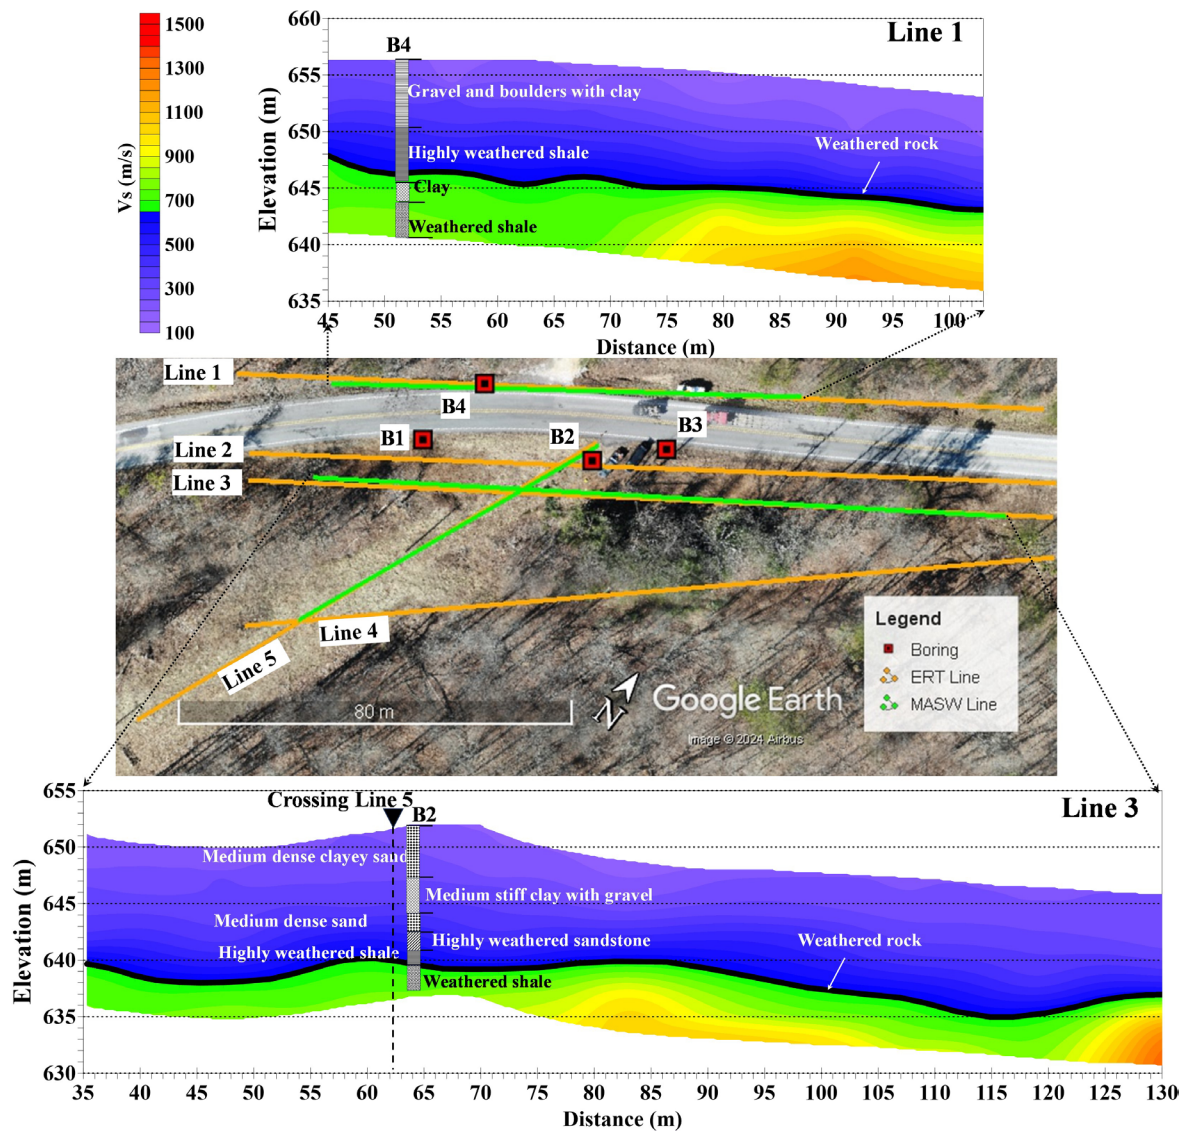 1500
1300
1100
900
700
500
300
100
Vs (m/s)
Line 1
B4
Gravel and boulders with clay
Highly weathered shale
Clay
Weathered shale
Weathered rock
660
655
650
645
640
635
Elevation (m)
45 50 55 60 65 70 75 80 85 90 95 100
Distance (m)
Line 1
B4
B1
B2
B3
Line 2
Line 3
Line 4
Line 5
80 m
N
Google Earth
Image © 2024 Airbus
Legend
Boring
ERT Line
MASW Line
Line 3
Crossing Line 5
B2
Medium dense clayey sand
Medium stiff clay with gravel
Medium dense sand
Highly weathered sandstone
Highly weathered shale
Weathered shale
Weathered rock
655
650
645
640
635
630
Elevation (m)
35 40 45 50 55 60 65 70 75 80 85 90 95 100 105 110 115 120 125 130
Distance (m)